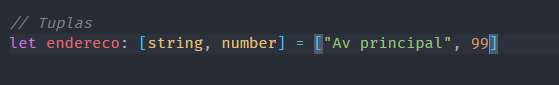 // Tuplas
let endereco: [string, number] = ["Av principal", 99]